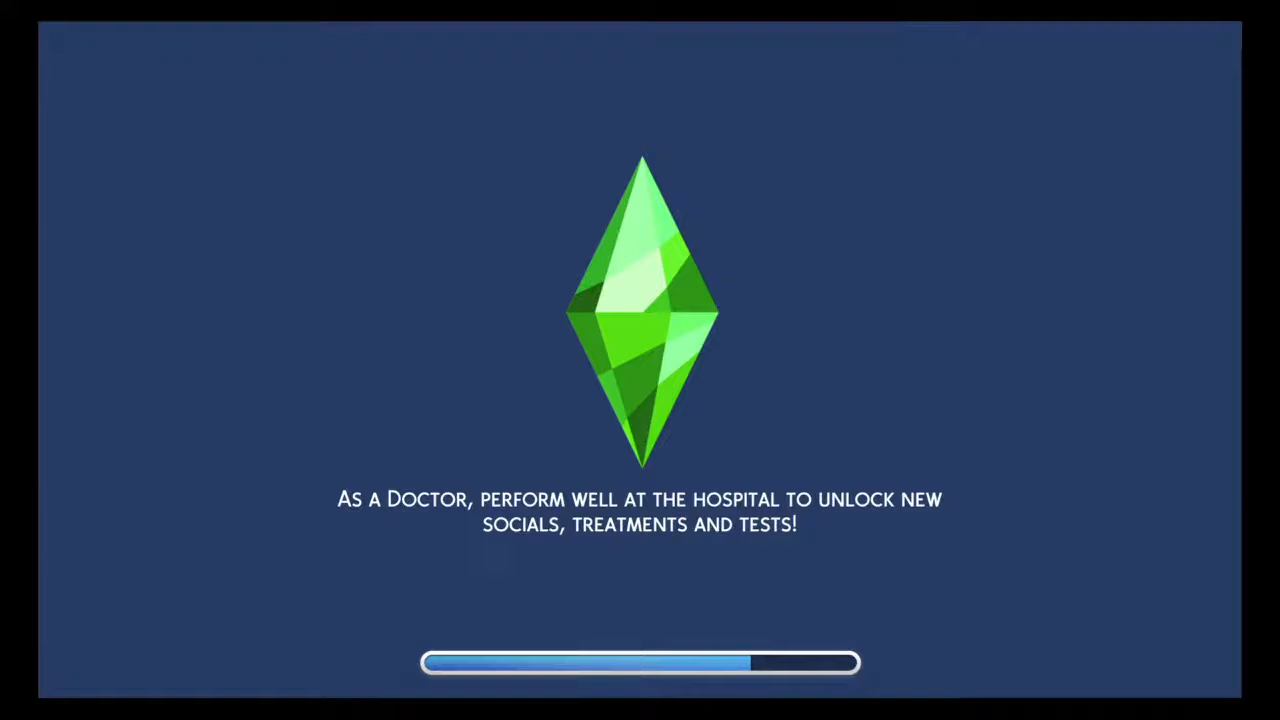 As a Doctor, perform well at the hospital to unlock new
socials, treatments and tests!